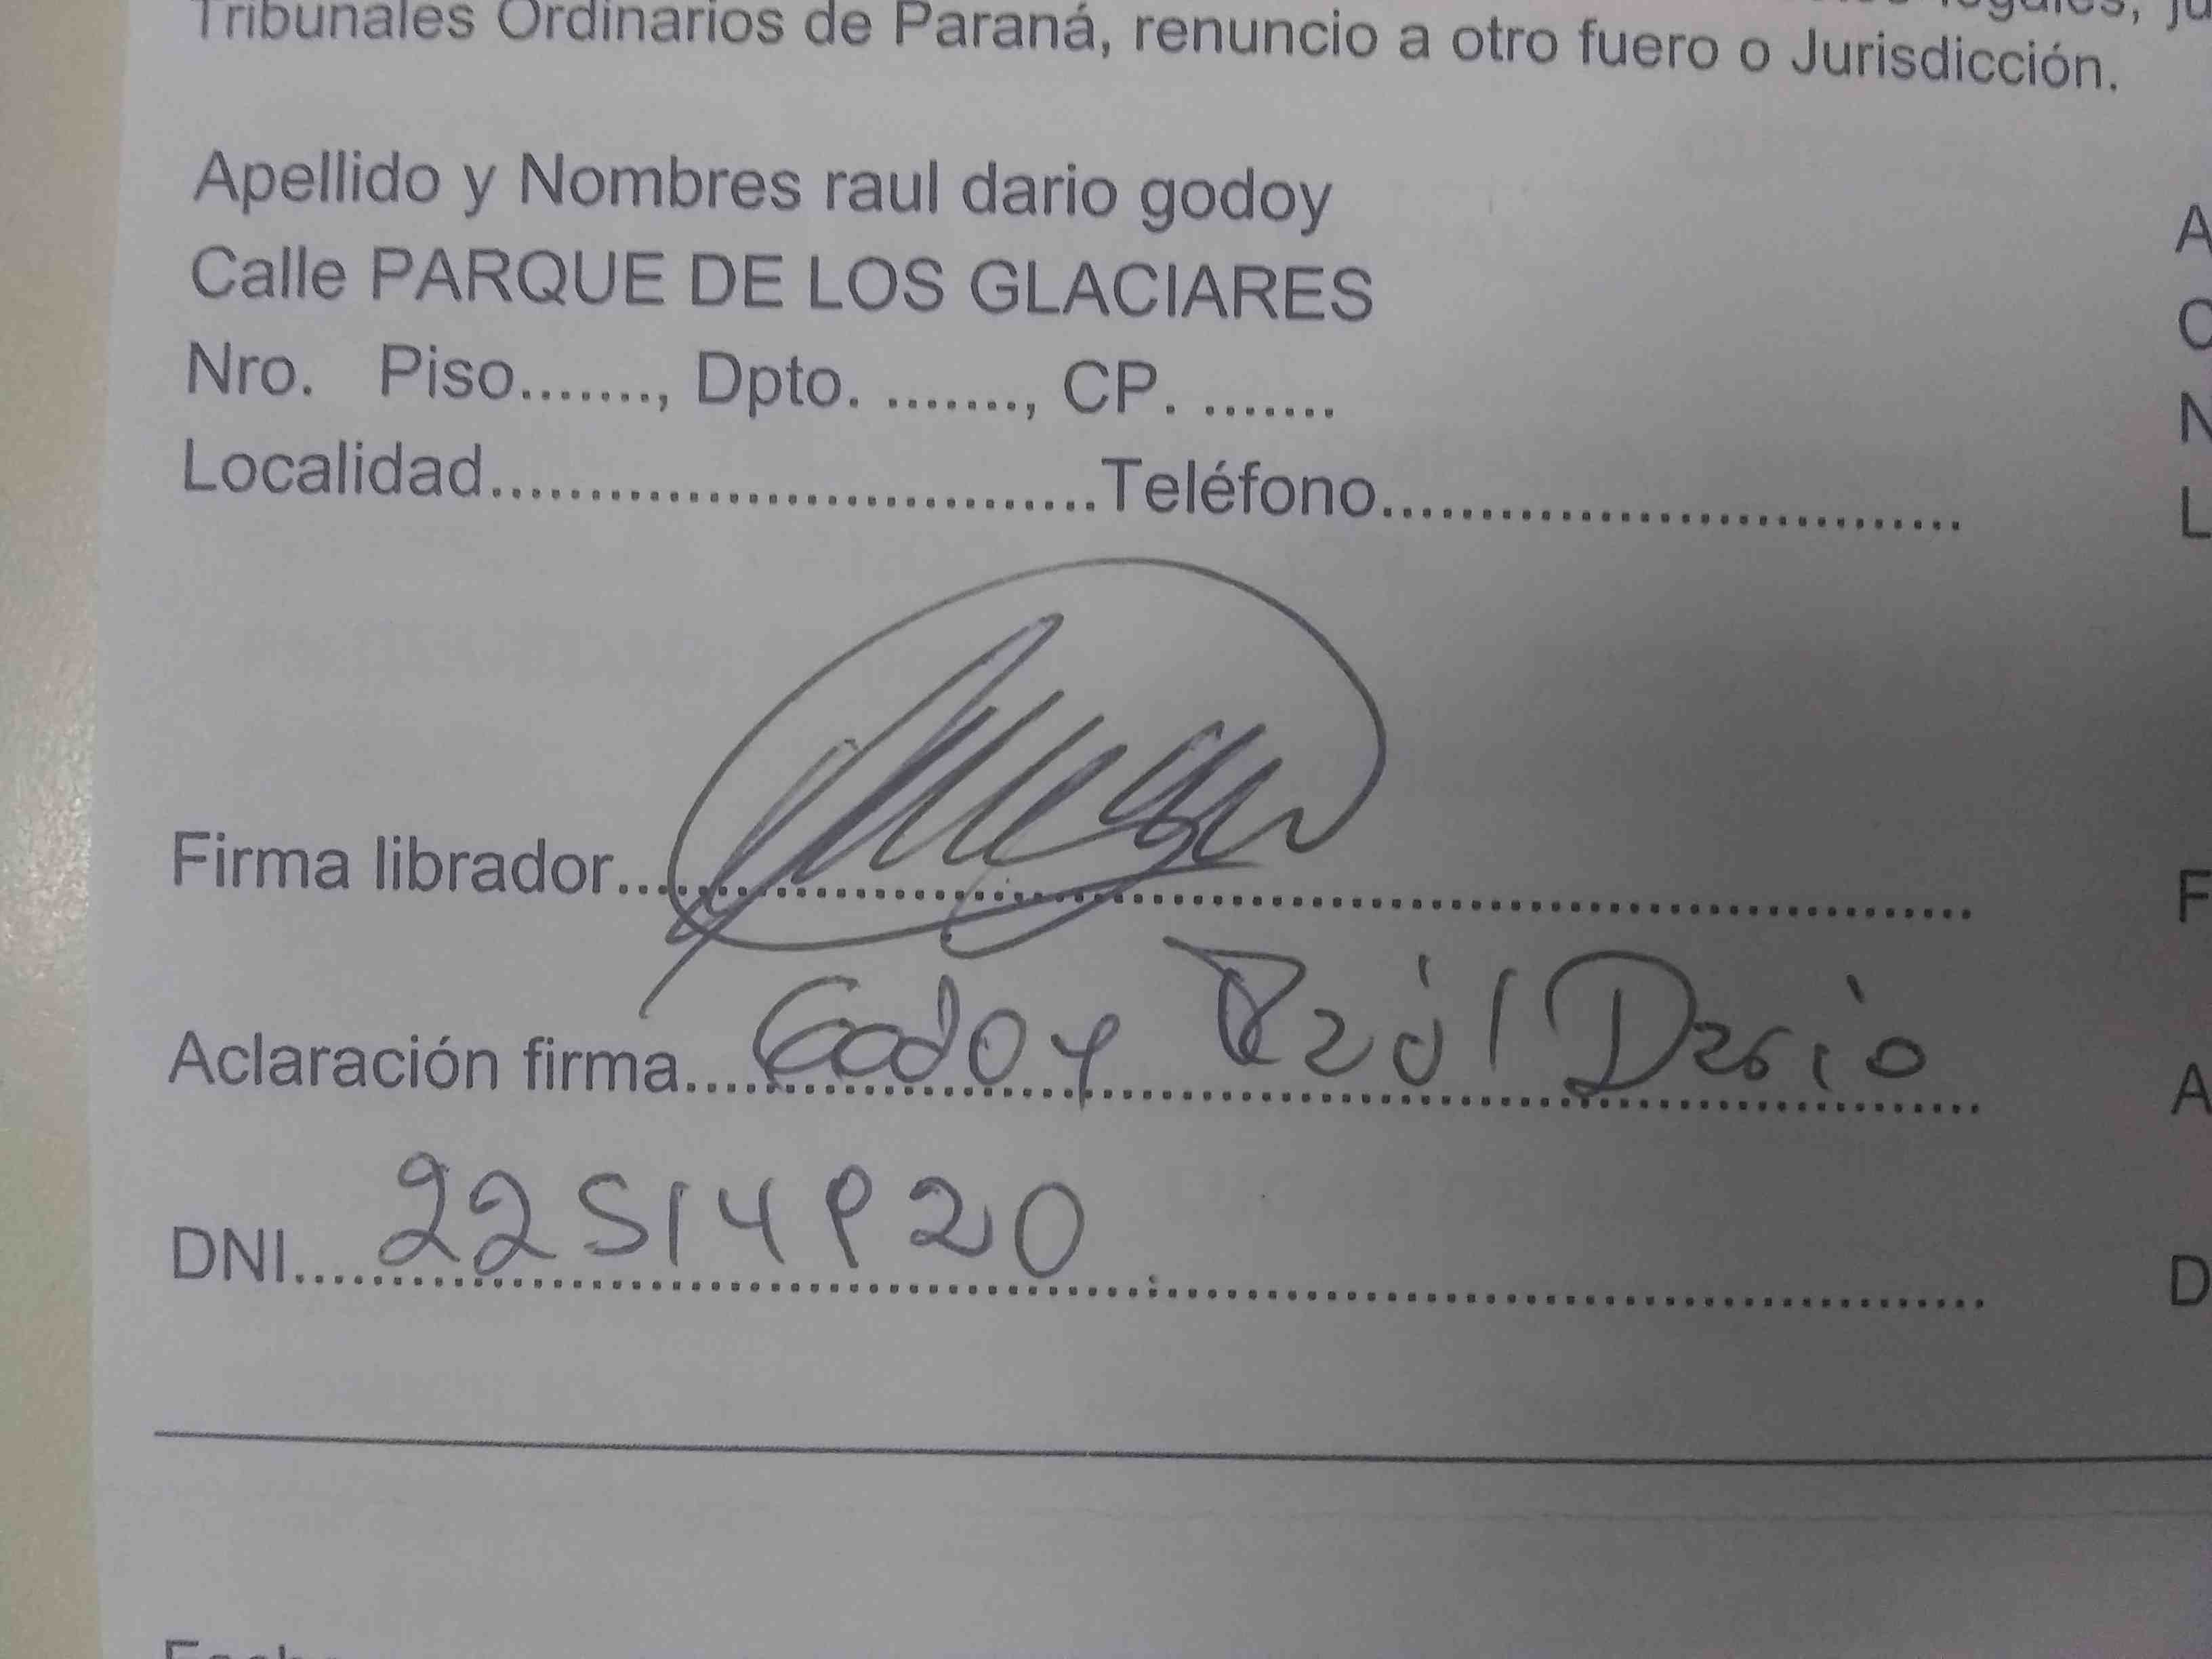 Tribunales Ordinarios de Paraná, renuncio a otro fuero o Jurisdicción.
Apellido y Nombres raul dario godoy
Calle PARQUE DE LOS GLACIARES
Nro. Piso......., Dpto. ......., CP. .......
Localidad...............................Teléfono..............................
Firma librador...............................................................
Aclaración firma....Godoy Raúl Dario
DNI....22514920